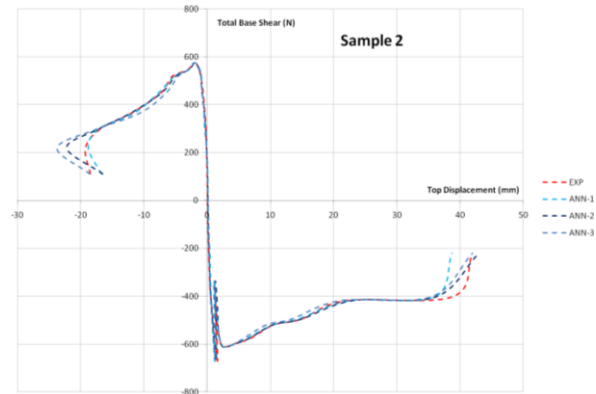 800
Total Base Shear (N)
Sample 2
600
400
200
Top Displacement (mm)
0
-30 -20 -10 0 10 20 30 40 50
-200
-400
-600
-800
EXP
ANN-1
ANN-2
ANN-3